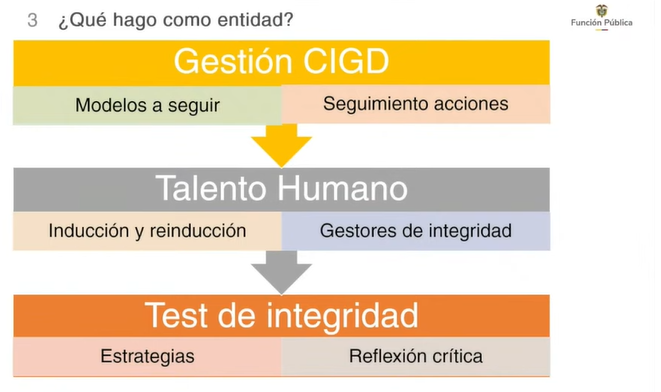 3 ¿Qué hago como entidad?
Función Pública
Gestión CIGD
Modelos a seguir
Seguimiento acciones
Talento Humano
Inducción y reinducción
Gestores de integridad
Test de integridad
Estrategias
Reflexión crítica